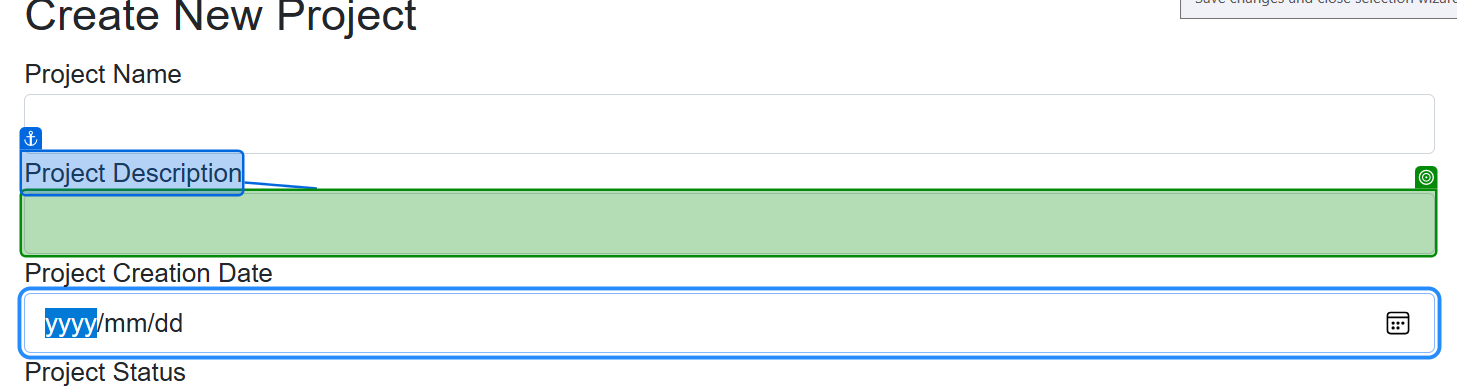 Create New Project
Save changes and close selection wizard
Project Name
Project Description
Project Creation Date
yyyy/mm/dd
Project Status